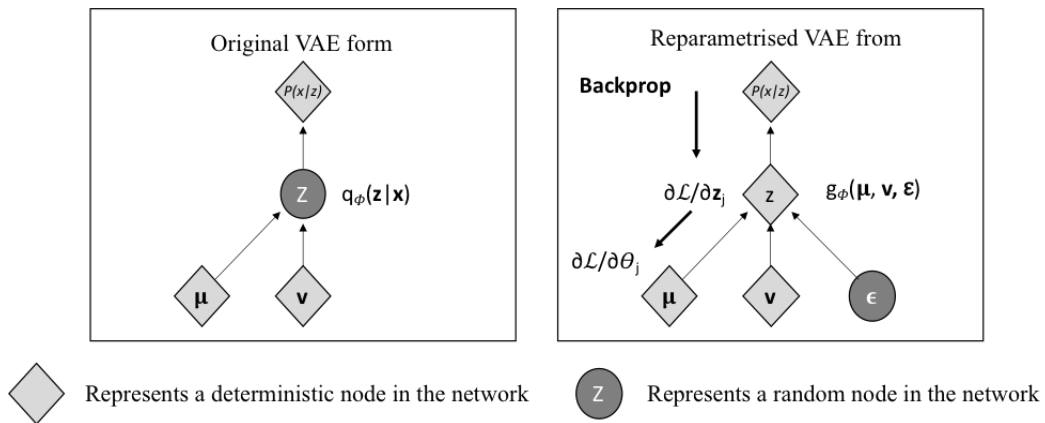 Original VAE form
P(x|z)
Z
qΦ(z|x)
μ
v
Reparametrised VAE from
Backprop
P(x|z)
∂ℒ/∂zj
z
gΦ(μ, v, ε)
∂ℒ/∂θj
μ
v
ϵ
Represents a deterministic node in the network
Z
Represents a random node in the network